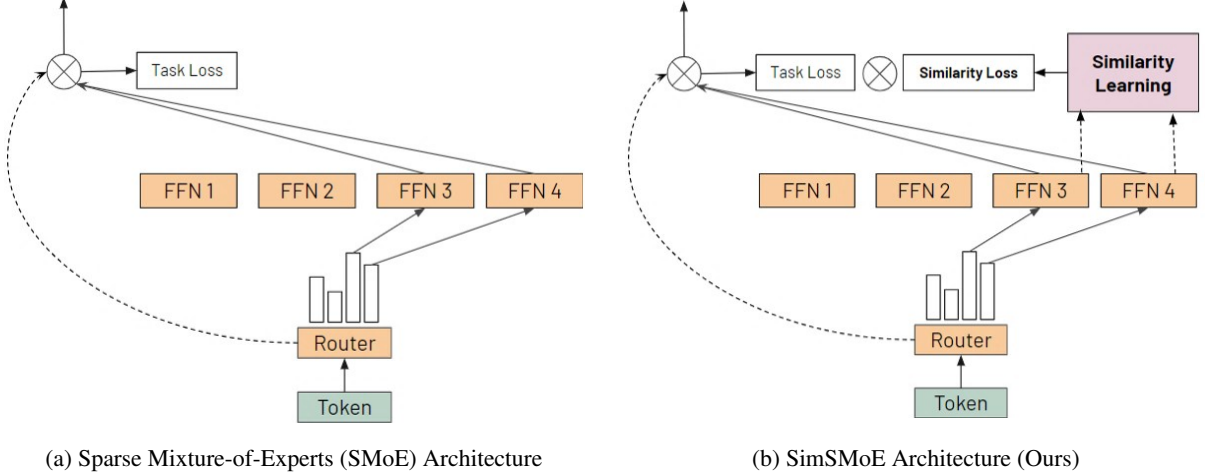 Task Loss
FFN 1
FFN 2
FFN 3
FFN 4
Router
Token
(a) Sparse Mixture-of-Experts (SMoE) Architecture
Task Loss
Similarity Loss
Similarity
Learning
FFN 1
FFN 2
FFN 3
FFN 4
Router
Token
(b) SimSMoE Architecture (Ours)